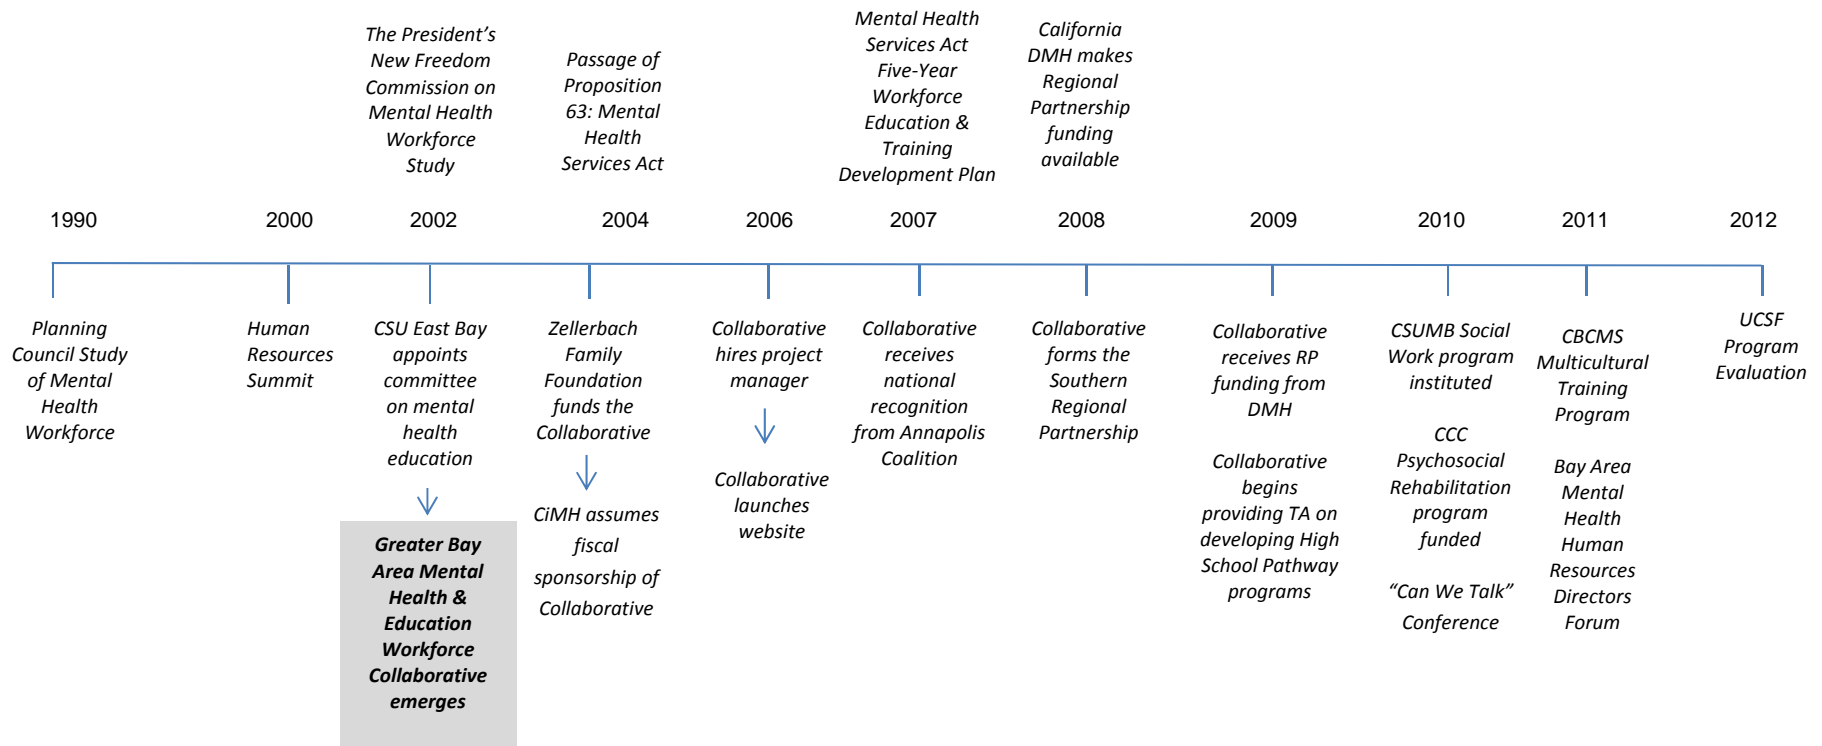 The President’s
New Freedom
Commission on
Mental Health
Workforce
Study
Passage of
Proposition
63: Mental
Health
Services Act
Mental Health
Services Act
Five-Year
Workforce
Education &
Training
Development Plan
California
DMH makes
Regional
Partnership
funding
available
1990
2000
2002
2004
2006
2007
2008
2009
2010
2011
2012
Planning
Council Study
of Mental
Health
Workforce
Human
Resources
Summit
CSU East Bay
appoints
committee
on mental
health
education
Greater Bay
Area Mental
Health &
Education
Workforce
Collaborative
emerges
Zellerbach
Family
Foundation
funds the
Collaborative
CiMH assumes
fiscal
sponsorship of
Collaborative
Collaborative
hires project
manager
Collaborative
launches
website
Collaborative
receives
national
recognition
from Annapolis
Coalition
Collaborative
forms the
Southern
Regional
Partnership
Collaborative
receives RP
funding from
DMH
Collaborative
begins
providing TA on
developing High
School Pathway
programs
CSUMB Social
Work program
instituted
CCC
Psychosocial
Rehabilitation
program
funded
“Can We Talk”
Conference
CBCMS
Multicultural
Training
Program
Bay Area
Mental
Health
Human
Resources
Directors
Forum
UCSF
Program
Evaluation